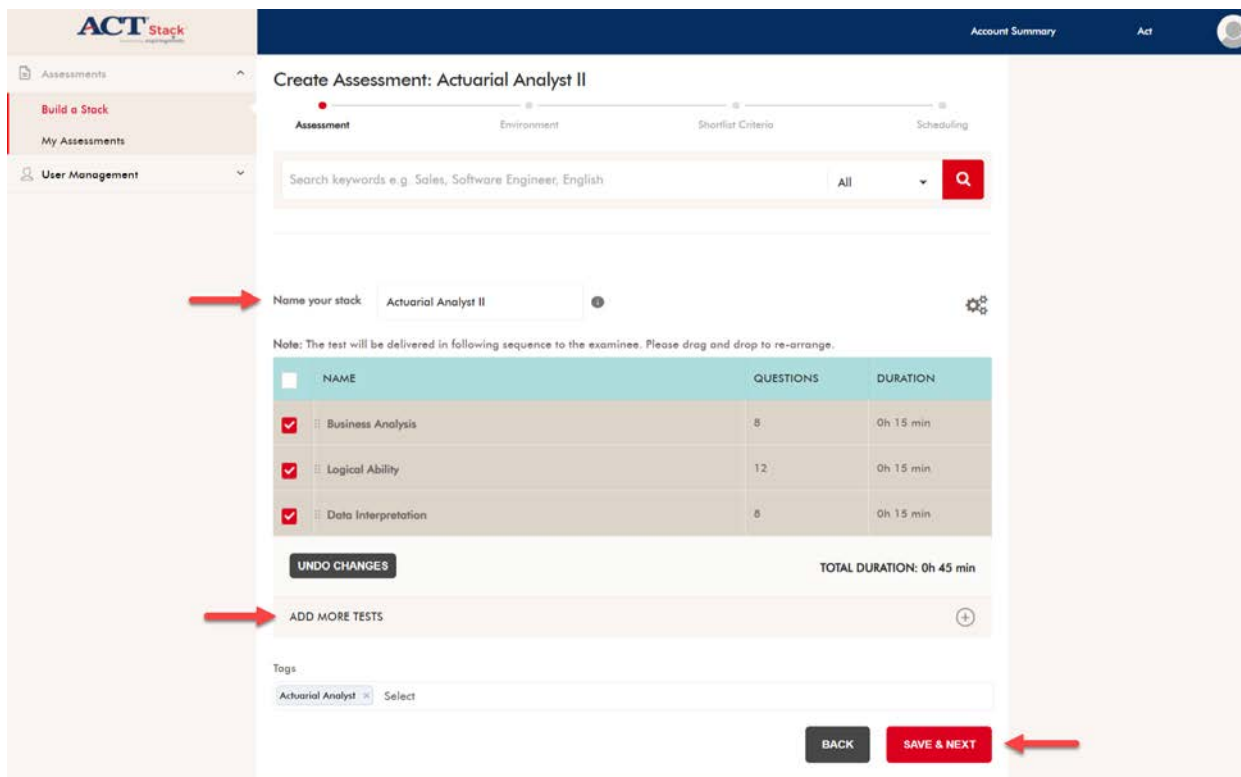 ACT Stack
Account Summary
Act
Assessments
Build a Stack
My Assessments
User Management
Create Assessment: Actuarial Analyst II
Assessment
Environment
Shortlist Criteria
Scheduling
Search keywords e.g. Sales, Software Engineer, English
All
Name your stack
Actuarial Analyst II
Note: The test will be delivered in following sequence to the examinee. Please drag and drop to re-arrange.
NAME QUESTIONS DURATION
Business Analysis 8 0h 15 min
Logical Ability 12 0h 15 min
Data Interpretation 8 0h 15 min
UNDO CHANGES
TOTAL DURATION: 0h 45 min
ADD MORE TESTS
Tags
Actuarial Analyst × Select
BACK
SAVE & NEXT